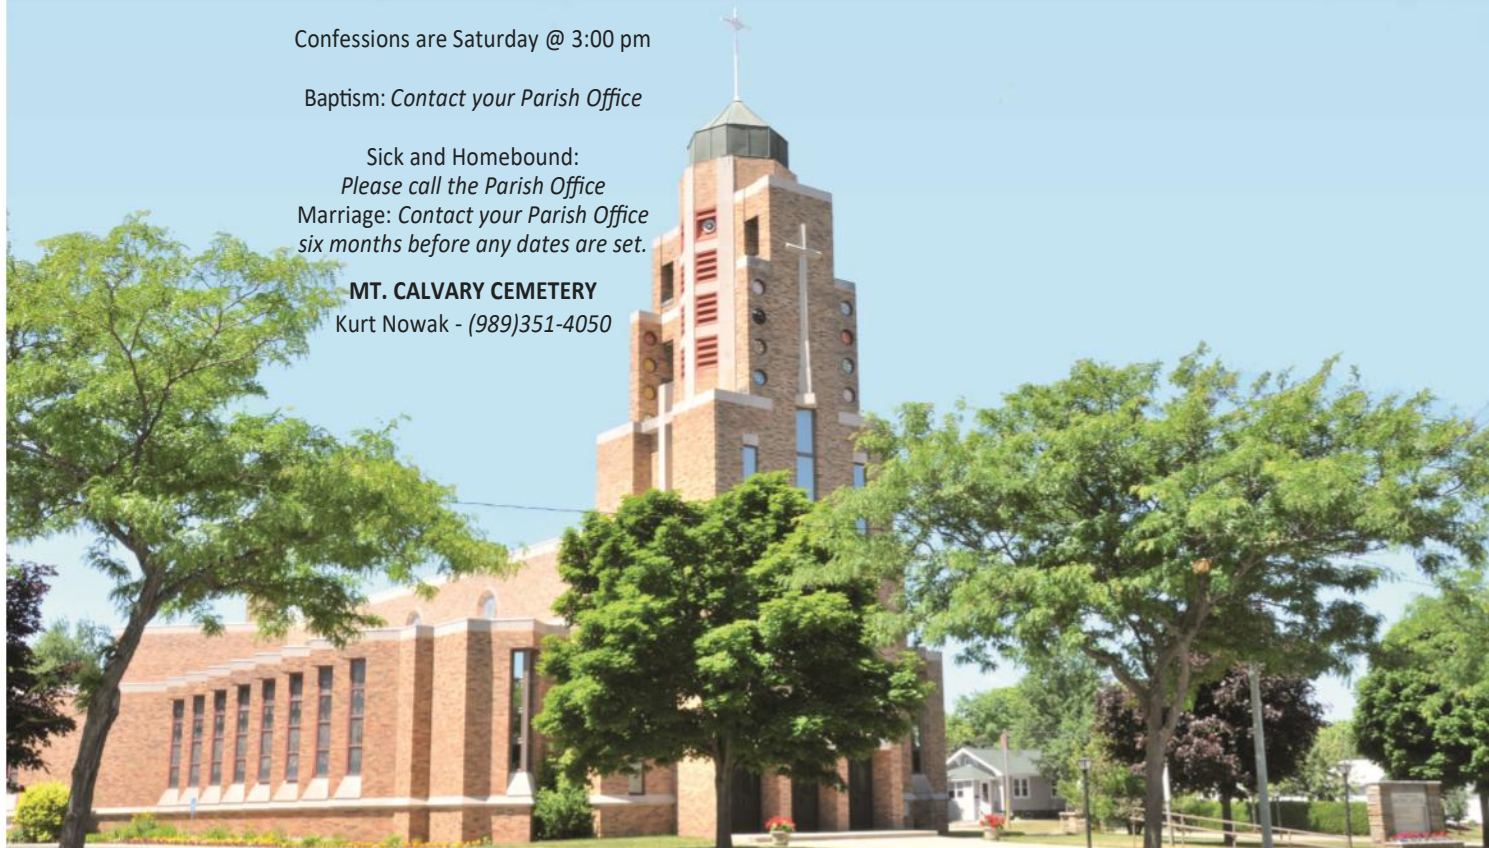 Confessions are Saturday @ 3:00 pm
Baptism: Contact your Parish Office
Sick and Homebound:
Please call the Parish Office
Marriage: Contact your Parish Office
six months before any dates are set.
MT. CALVARY CEMETERY
Kurt Nowak - (989)351-4050